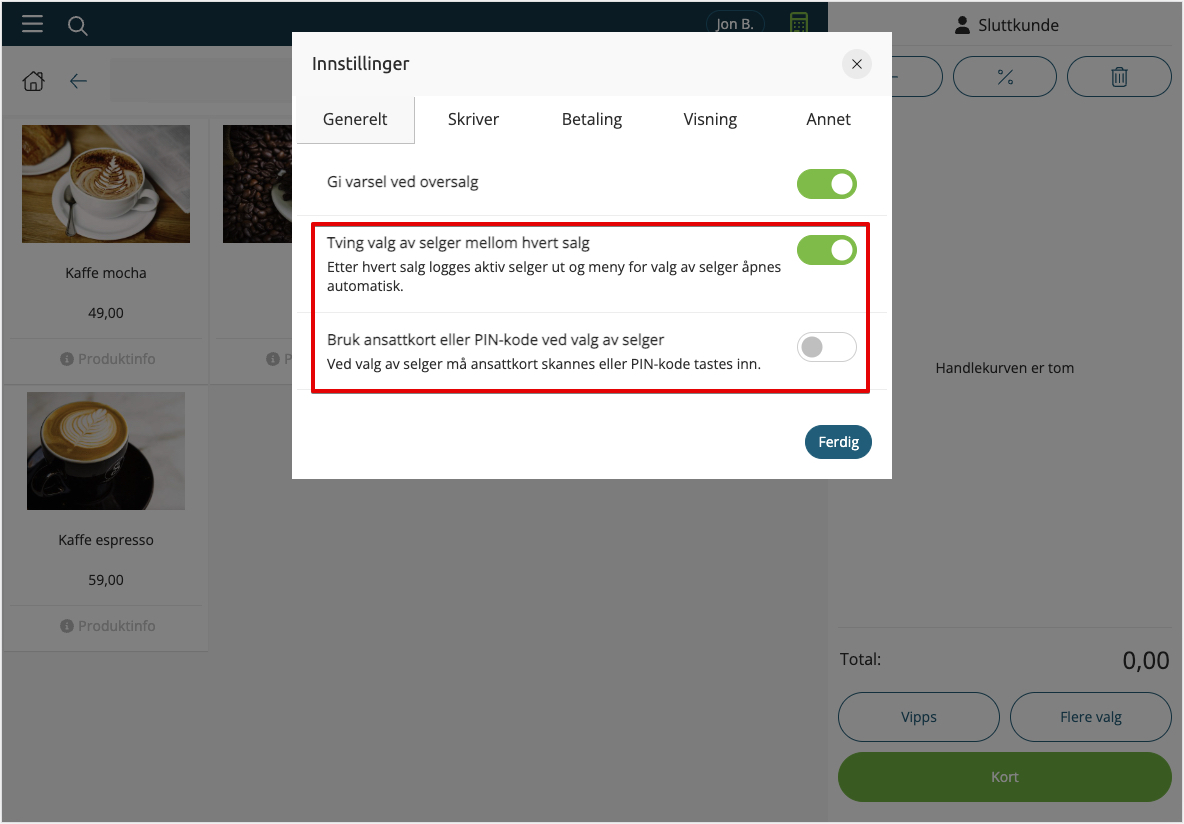 Jon B.
Sluttkunde
Innstillinger
Generelt
Skriver
Betaling
Visning
Annet
Gi varsel ved oversalg
Tving valg av selger mellom hvert salg
Etter hvert salg logges aktiv selger ut og meny for valg av selger åpnes
automatisk.
Bruk ansattkort eller PIN-kode ved valg av selger
Ved valg av selger må ansattkort skannes eller PIN-kode tastes inn.
Ferdig
Kaffe mocha
49,00
Produktinfo
P
Kaffe espresso
59,00
Produktinfo
Handlekurven er tom
Total:
0,00
Vipps
Flere valg
Kort